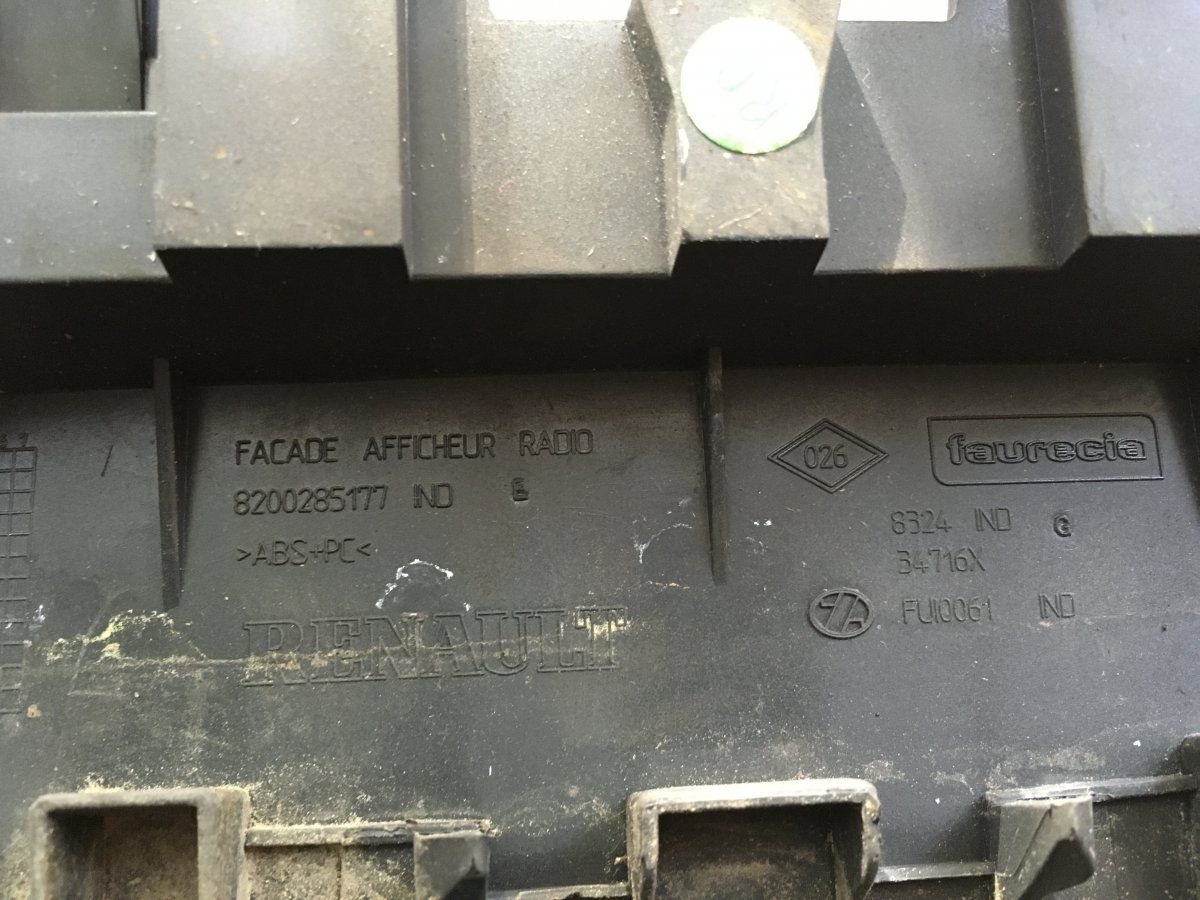 FACADE AFFICHEUR RADIO
8200285177 IND E
>ABS+PC<
RENAULT
026
faurecia
8324 IND G
34716X
FUI0061 IND